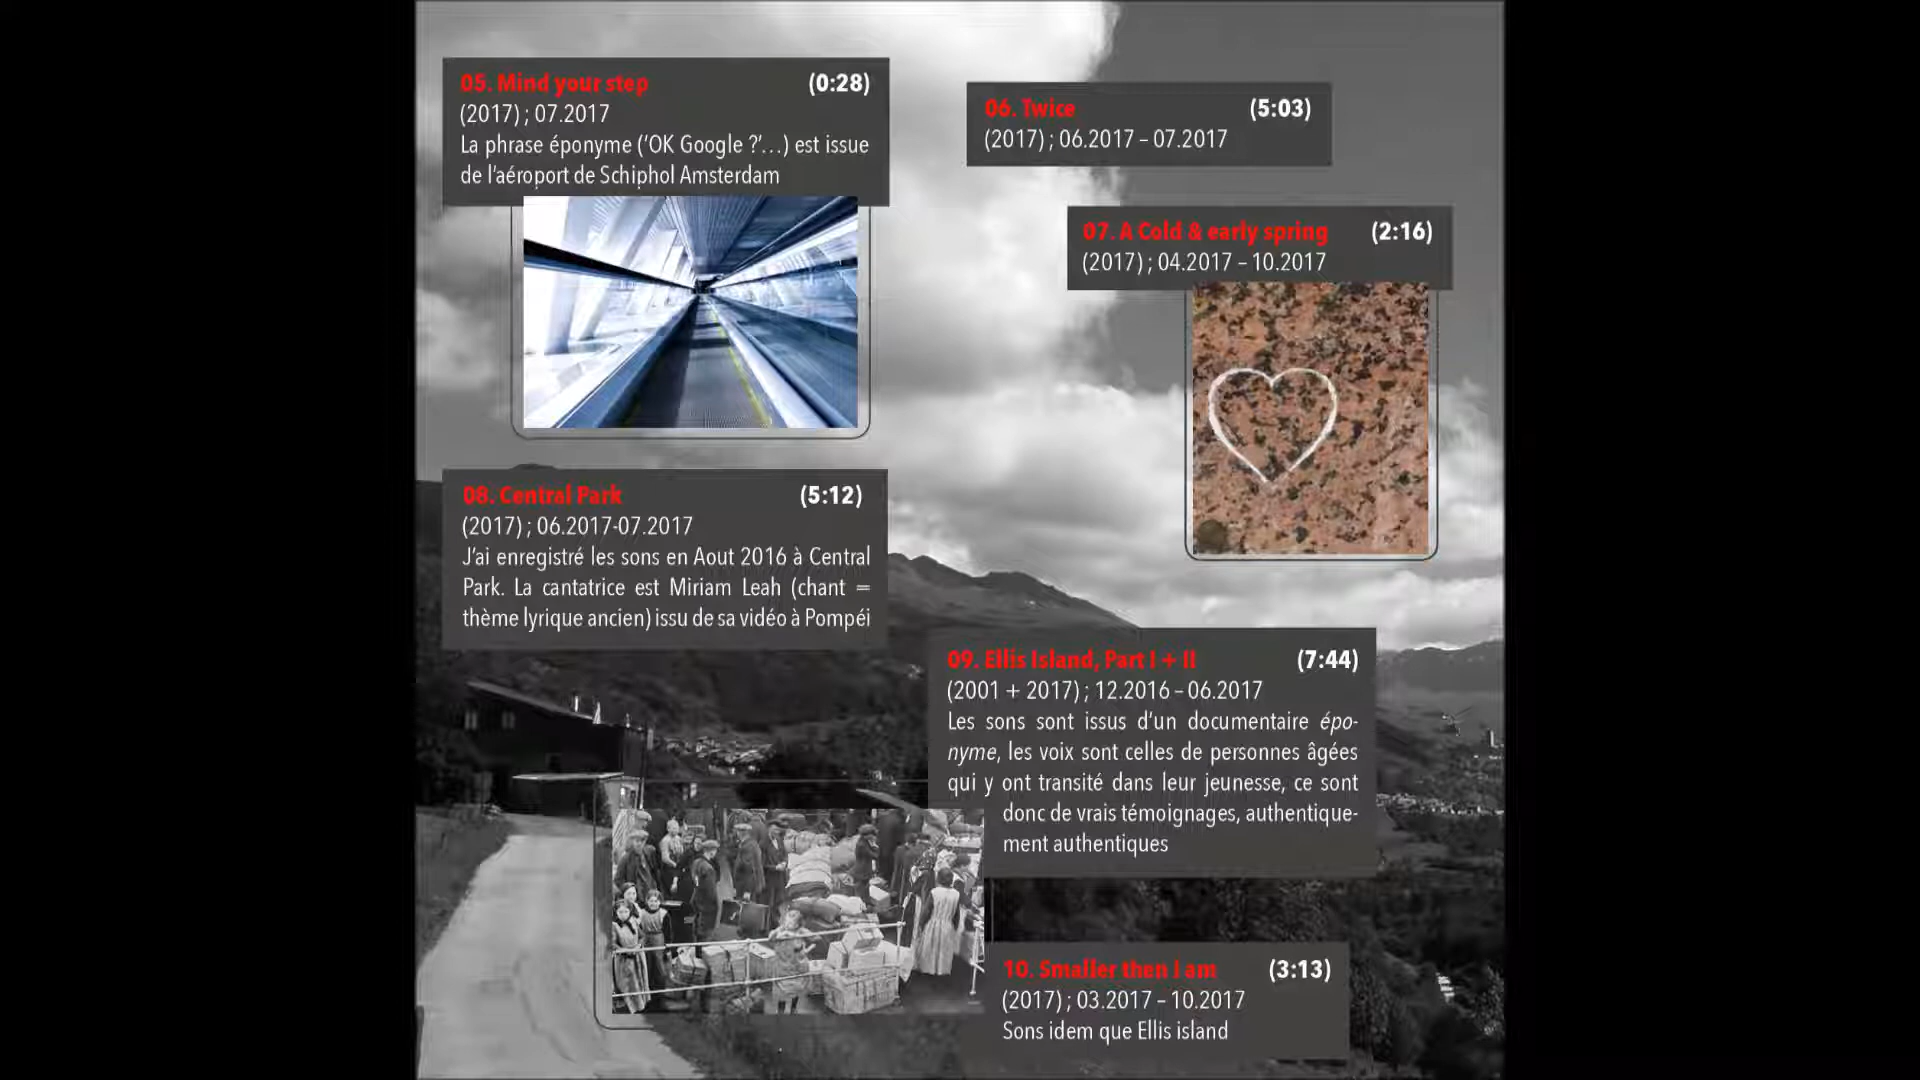 05. Mind your step (0:28)
(2017) ; 07.2017
La phrase éponyme ('OK Google ?'…) est issue
de l'aéroport de Schiphol Amsterdam
06. Twice (5:03)
(2017) ; 06.2017 – 07.2017
07. A Cold & early spring (2:16)
(2017) ; 04.2017 – 10.2017
08. Central Park (5:12)
(2017) ; 06.2017-07.2017
J'ai enregistré les sons en Aout 2016 à Central
Park. La cantatrice est Miriam Leah (chant =
thème lyrique ancien) issu de sa vidéo à Pompéi
09. Ellis Island, Part I + II (7:44)
(2001 + 2017) ; 12.2016 – 06.2017
Les sons sont issus d'un documentaire épo-
nyme, les voix sont celles de personnes âgées
qui y ont transité dans leur jeunesse, ce sont
donc de vrais témoignages, authentique-
ment authentiques
10. Smaller then I am (3:13)
(2017) ; 03.2017 – 10.2017
Sons idem que Ellis island